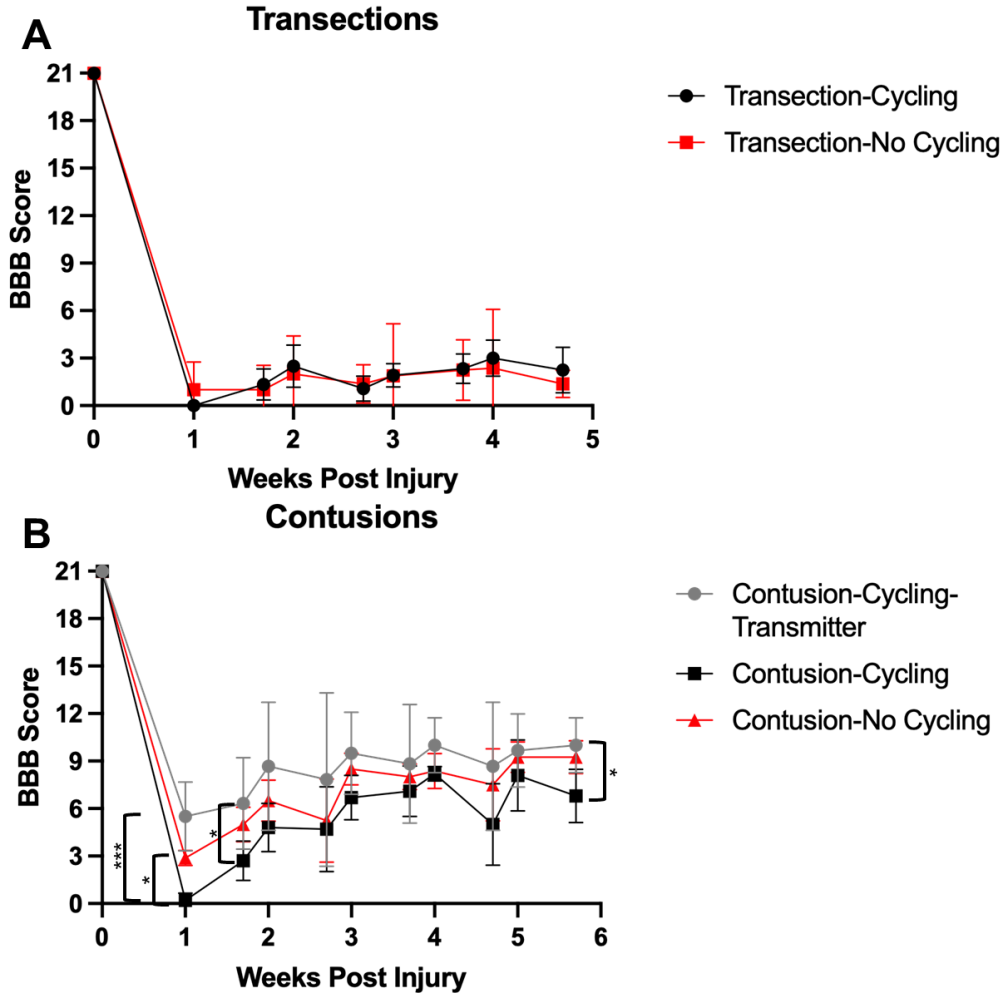 A
Transections
21
18
15
12
9
6
3
0
BBB Score
0 1 2 3 4 5
Weeks Post Injury
Transection-Cycling
Transection-No Cycling
B
Contusions
21
18
15
12
9
6
3
0
BBB Score
***
*
*
*
0 1 2 3 4 5 6
Weeks Post Injury
Contusion-Cycling-
Transmitter
Contusion-Cycling
Contusion-No Cycling